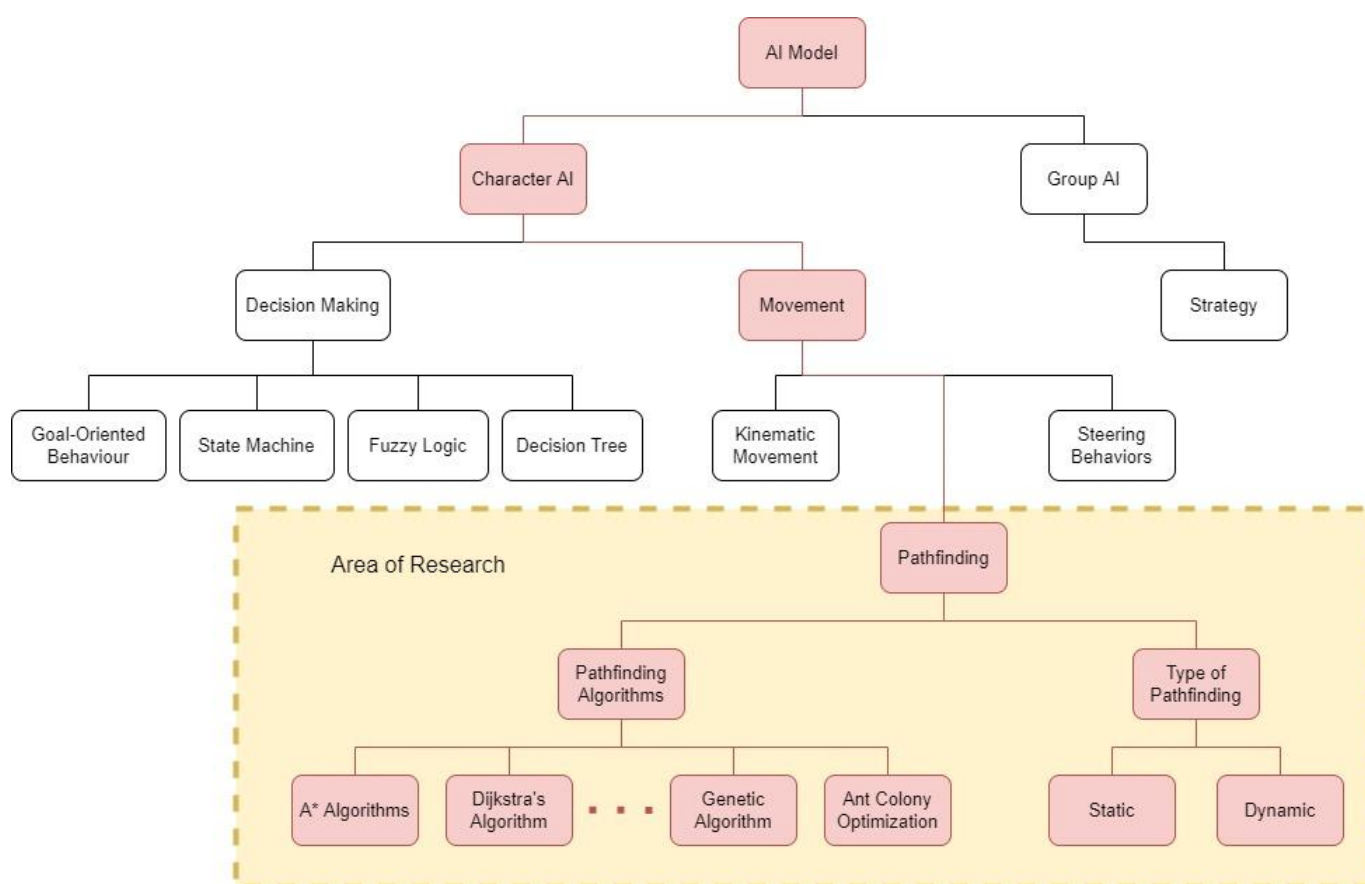 AI Model
Character AI
Group AI
Decision Making
Movement
Strategy
Goal-Oriented
Behaviour
State Machine
Fuzzy Logic
Decision Tree
Kinematic
Movement
Steering
Behaviors
Area of Research
Pathfinding
Pathfinding
Algorithms
Type of
Pathfinding
A* Algorithms
Dijkstra's
Algorithm
Genetic
Algorithm
Ant Colony
Optimization
Static
Dynamic